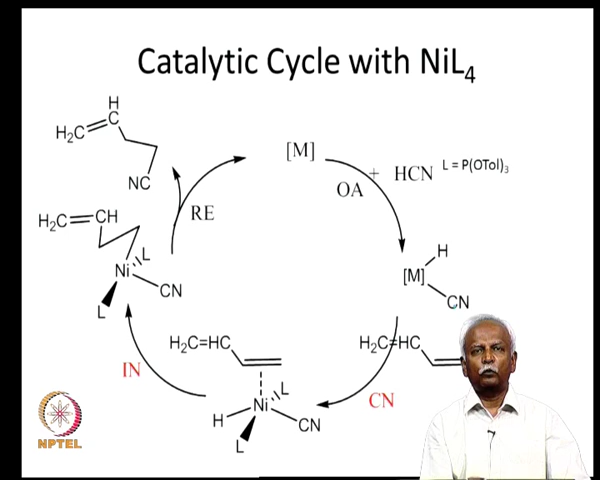 Catalytic Cycle with NiL4
H
H2C=C
NC
[M]
+ HCN
L = P(OTol)3
OA
RE
H
[M]
CN
H2C=CH
L
Ni
CN
L
IN
H2C=HC
L
Ni
H
CN
L
H2C=HC
CN
NPTEL